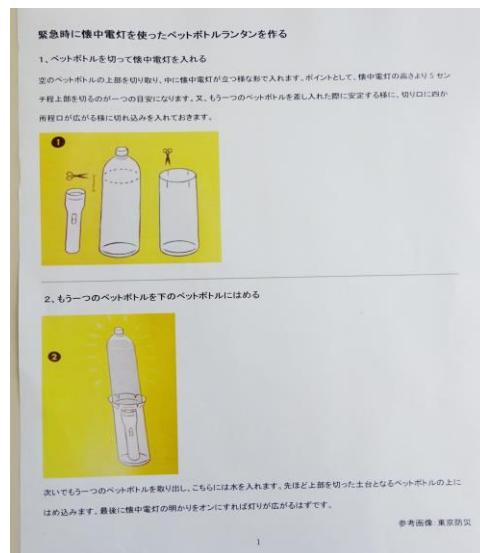 緊急時に懐中電灯を使ったペットボトルランタンを作る
1、ペットボトルを切って懐中電灯を入れる
空のペットボトルの上部を切り取り、中に懐中電灯が立つ様な形で入れます。ポイントとして、懐中電灯の高さより5セン
チ程上部を切るのが一つの目安になります。又、もう一つのペットボトルを差し入れた際に安定する様に、切り口に四か
所程口が広がる様に切れ込みを入れておきます。
1
2、もう一つのペットボトルを下のペットボトルにはめる
2
次いでもう一つのペットボトルを取り出し、こちらには水を入れます。先ほど上部を切った土台となるペットボトルの上に
はめ込みます。最後に懐中電灯の明かりをオンにすれば灯りが広がるはずです。
参考画像:東京防災
1